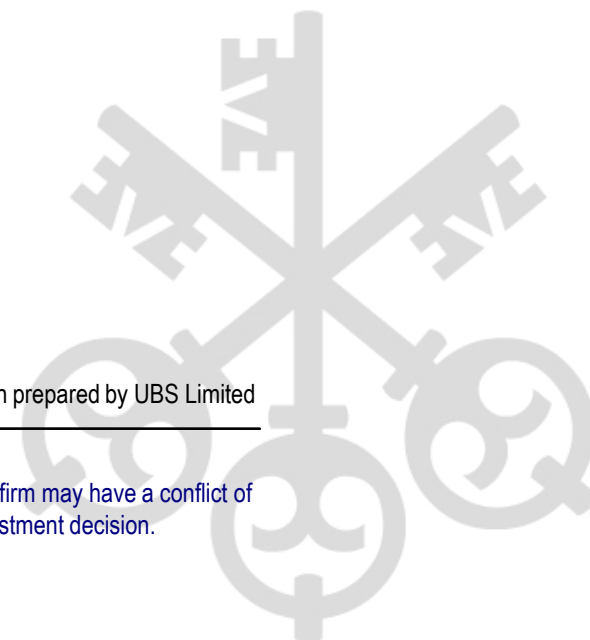 n prepared by UBS Limited
firm may have a conflict of
stment decision.